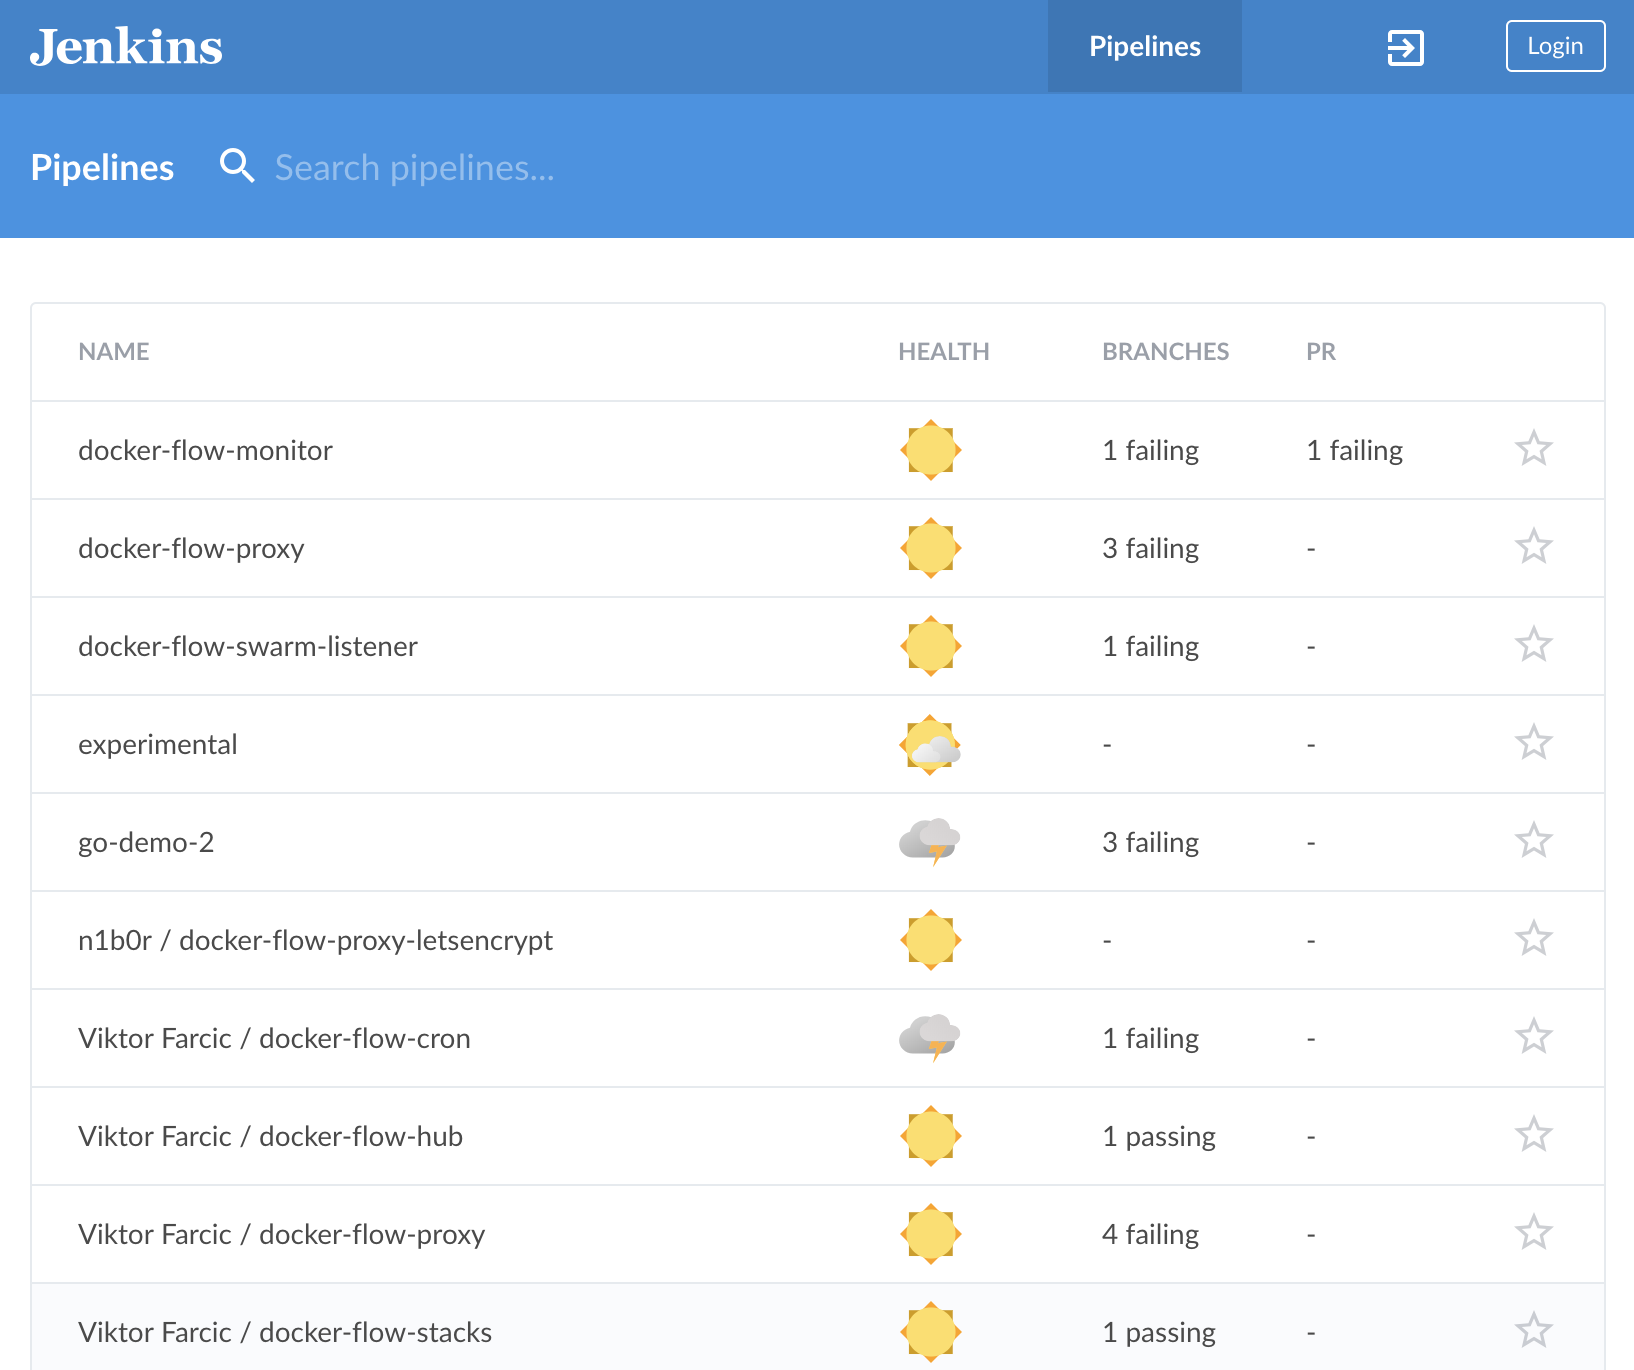 Jenkins Pipelines Login
Pipelines Search pipelines...
NAME HEALTH BRANCHES PR
docker-flow-monitor 1 failing 1 failing
docker-flow-proxy 3 failing -
docker-flow-swarm-listener 1 failing -
experimental - -
go-demo-2 3 failing -
n1b0r / docker-flow-proxy-letsencrypt - -
Viktor Farcic / docker-flow-cron 1 failing -
Viktor Farcic / docker-flow-hub 1 passing -
Viktor Farcic / docker-flow-proxy 4 failing -
Viktor Farcic / docker-flow-stacks 1 passing -